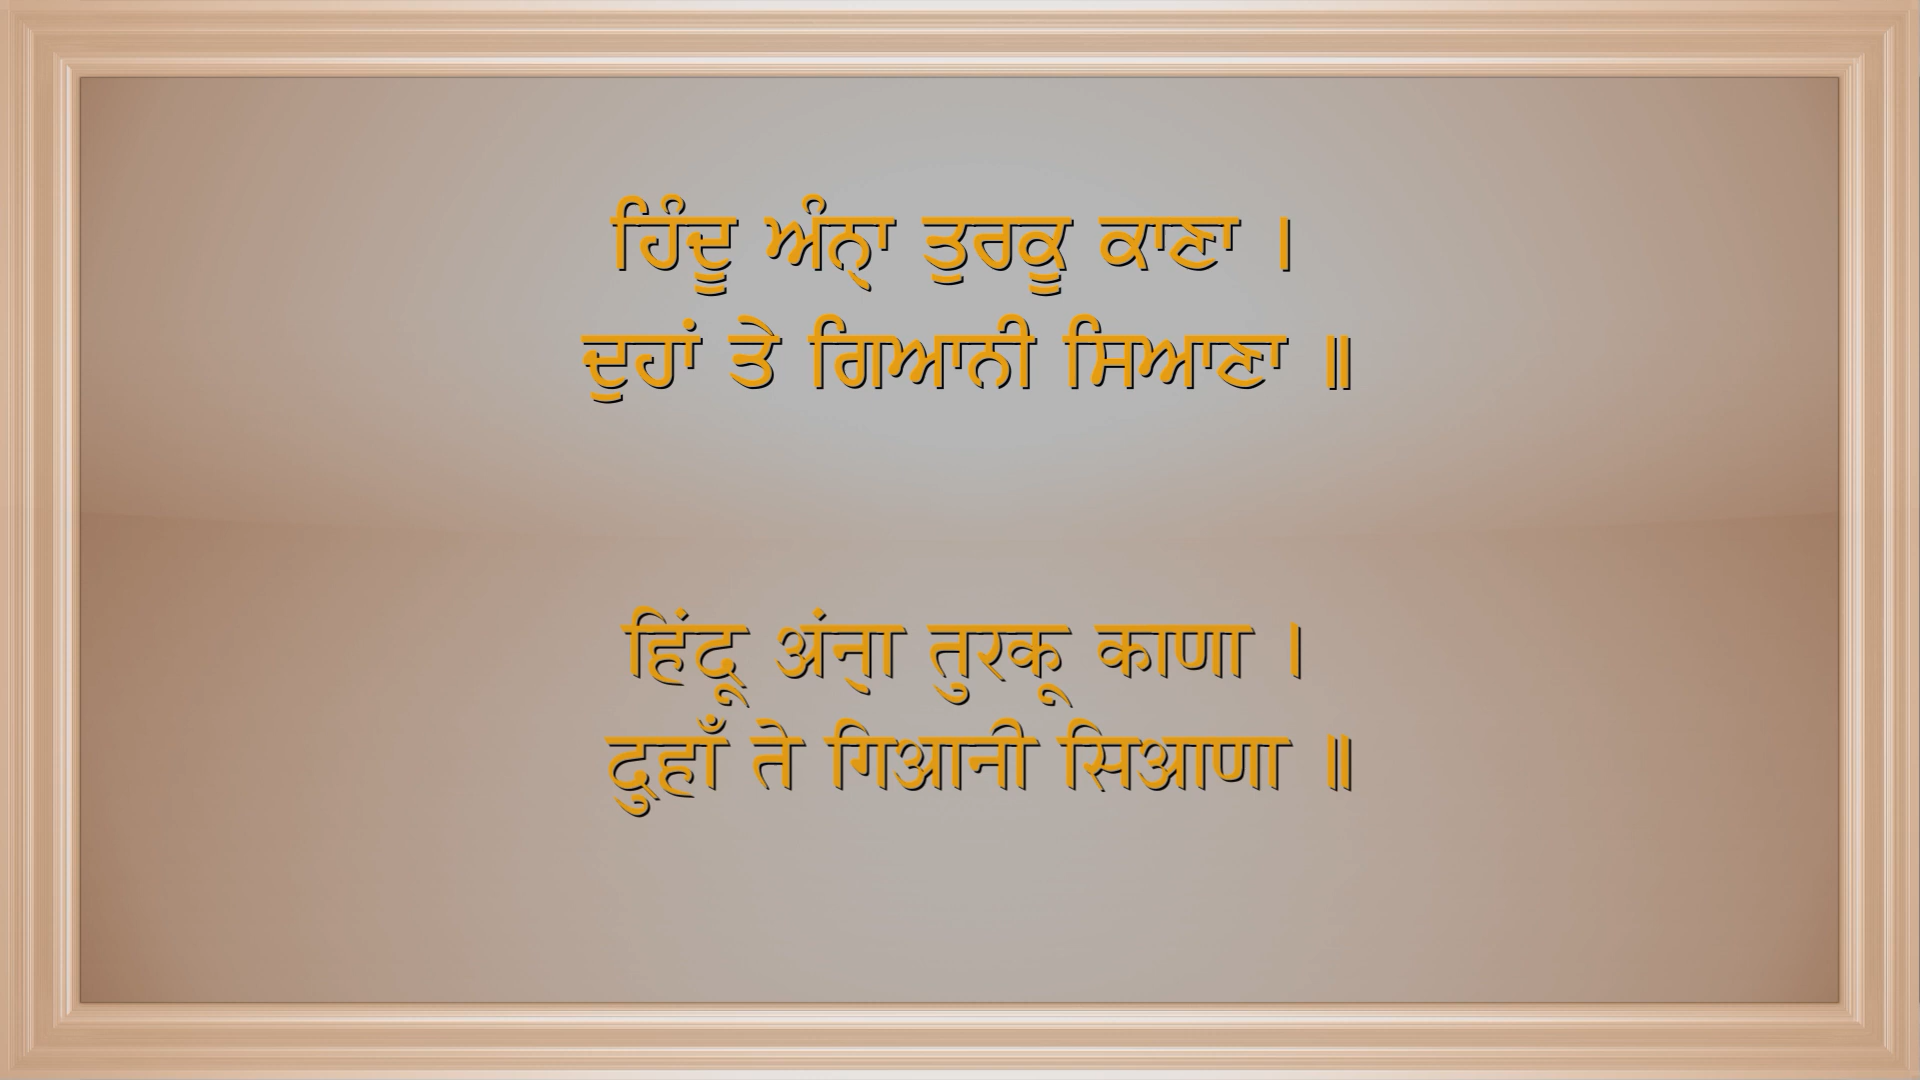 ਹਿੰਦੂ ਅੰਨ੍ਹਾ ਤੁਰਕੂ ਕਾਣਾ ।
ਦੁਹਾਂ ਤੇ ਗਿਆਨੀ ਸਿਆਣਾ ॥
हिंदू अंन्हा तुरकू काणा ।
दुहाँ ते गिआनी सिआणा ॥